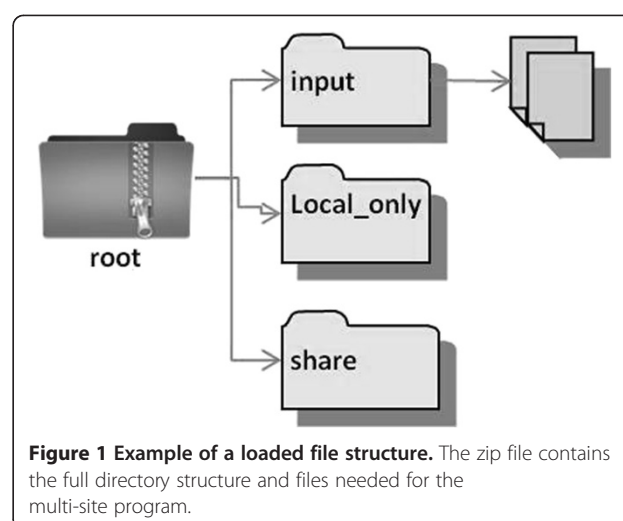 input
Local_only
root
share
Figure 1 Example of a loaded file structure. The zip file contains
the full directory structure and files needed for the
multi-site program.